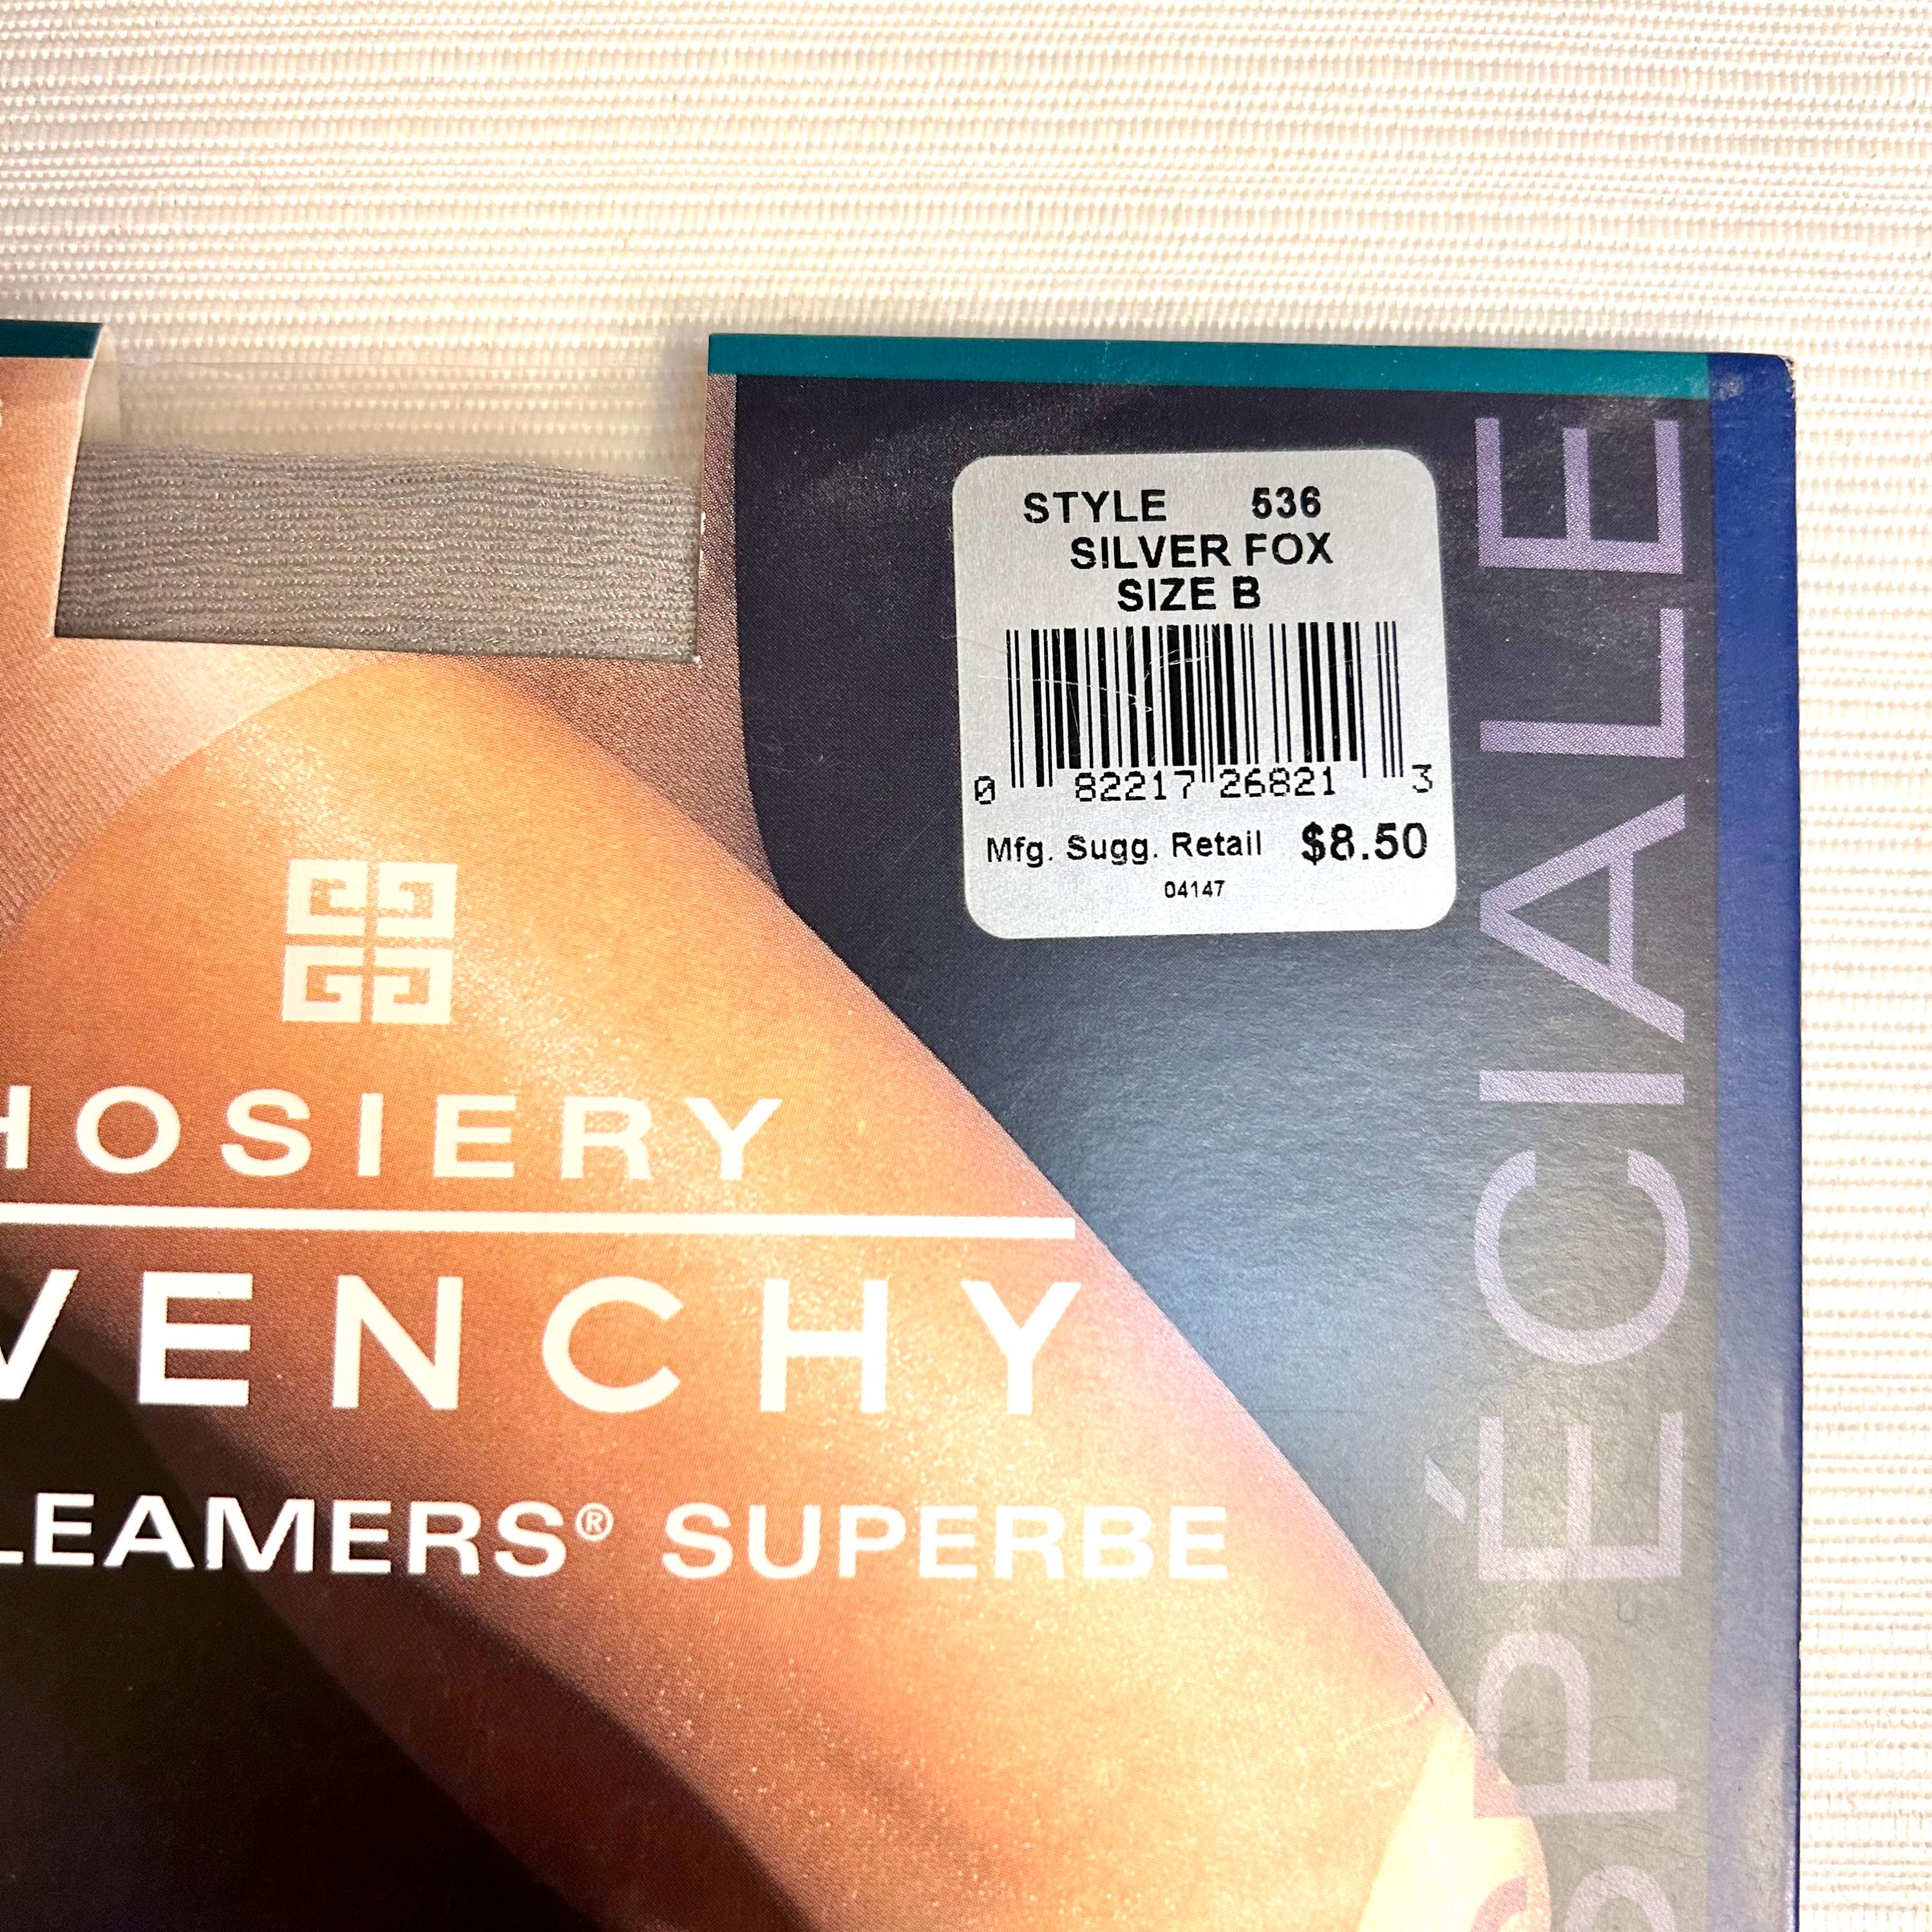 STYLE 536
SILVER FOX
SIZE B
0 82217 26821 3
Mfg. Sugg. Retail $8.50
04147
HOSIERY
VENCHY
LEAMERS® SUPERBE
SPÉCIALE